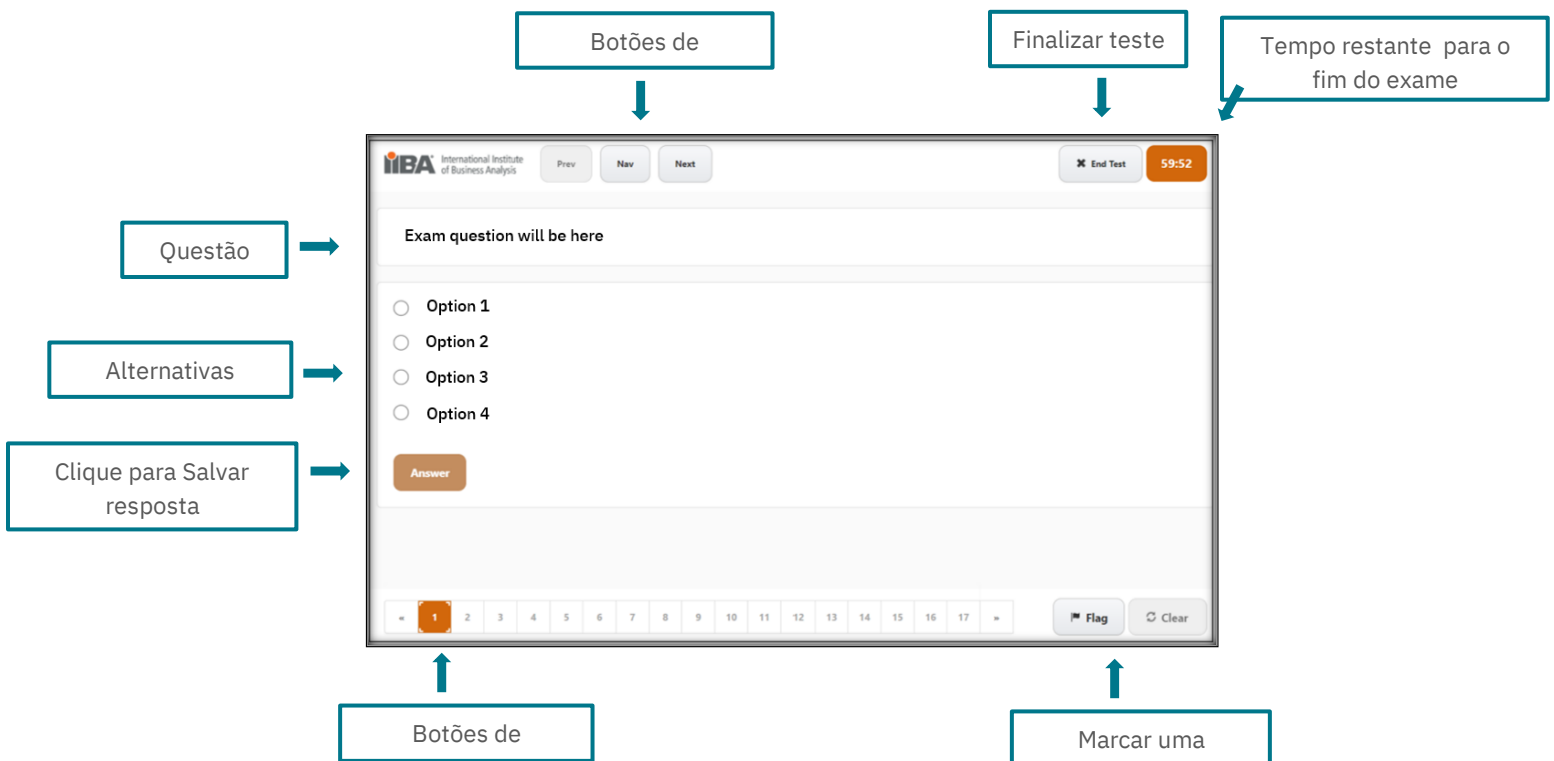 Botões de
Finalizar teste
Tempo restante para o
fim do exame
iiBA International Institute
of Business Analysis
Prev
Nav
Next
✖ End Test
59:52
Questão
Exam question will be here
Option 1
Option 2
Alternativas
Option 3
Option 4
Clique para Salvar
resposta
Answer
« 1 2 3 4 5 6 7 8 9 10 11 12 13 14 15 16 17 »
Flag
Clear
Botões de
Marcar uma